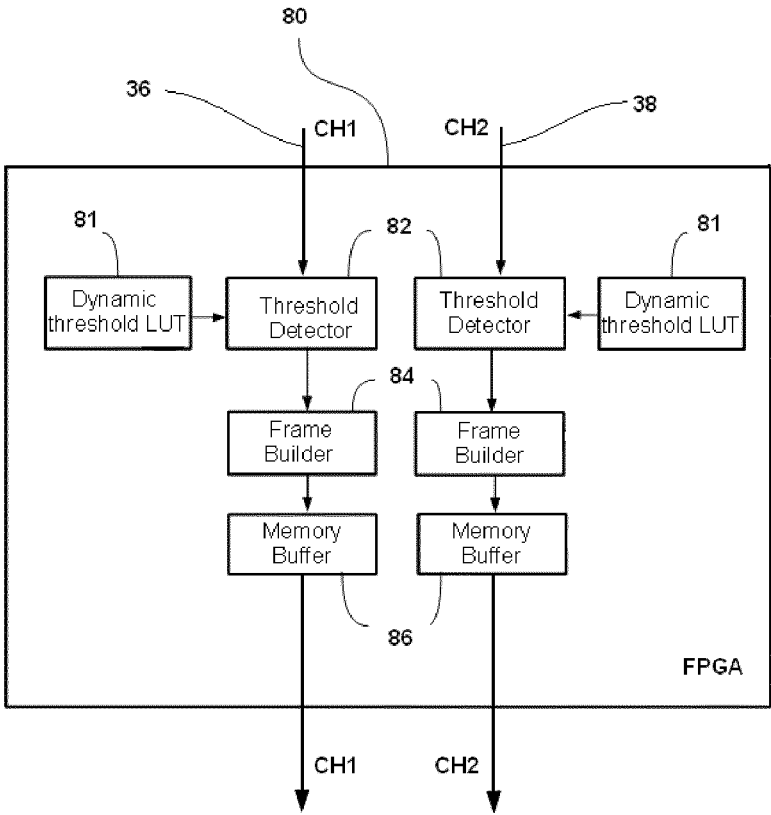 80
36
38
CH1
CH2
81
82
81
Dynamic
threshold LUT
Threshold
Detector
Threshold
Detector
Dynamic
threshold LUT
84
Frame
Builder
Frame
Builder
Memory
Buffer
Memory
Buffer
86
FPGA
CH1
CH2